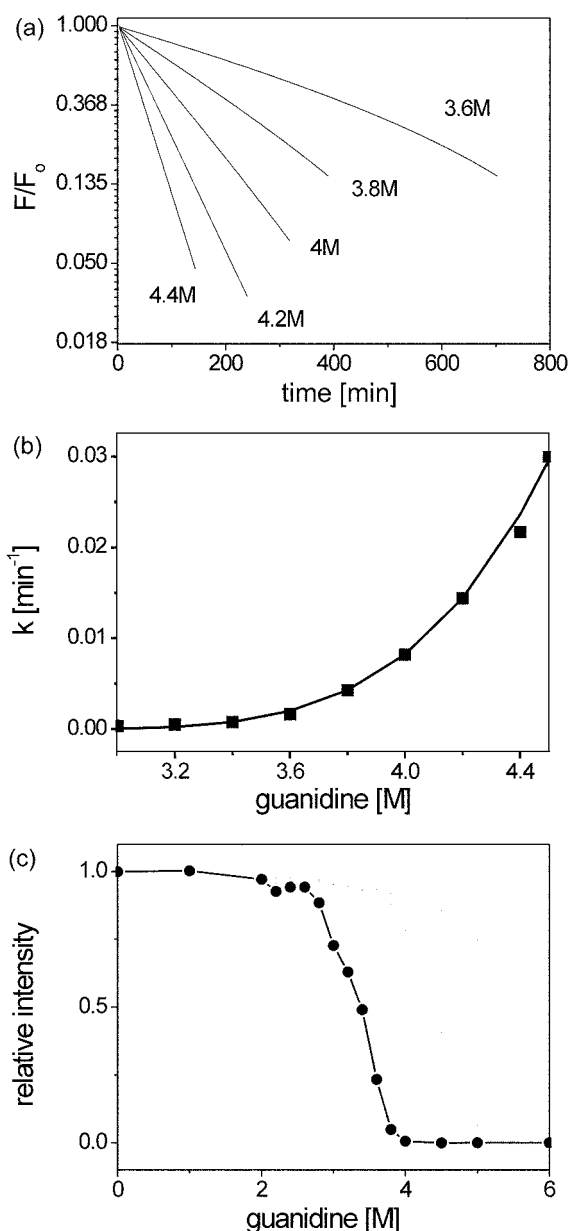 (a)
1.000
0.368
0.135
0.050
0.018
F/Fo
3.6M
3.8M
4M
4.2M
4.4M
0 200 400 600 800
time [min]
(b)
0.03
0.02
0.01
0.00
k [min-1]
3.2 3.6 4.0 4.4
guanidine [M]
(c)
1.0
0.5
0.0
relative intensity
0 2 4 6
guanidine [M]